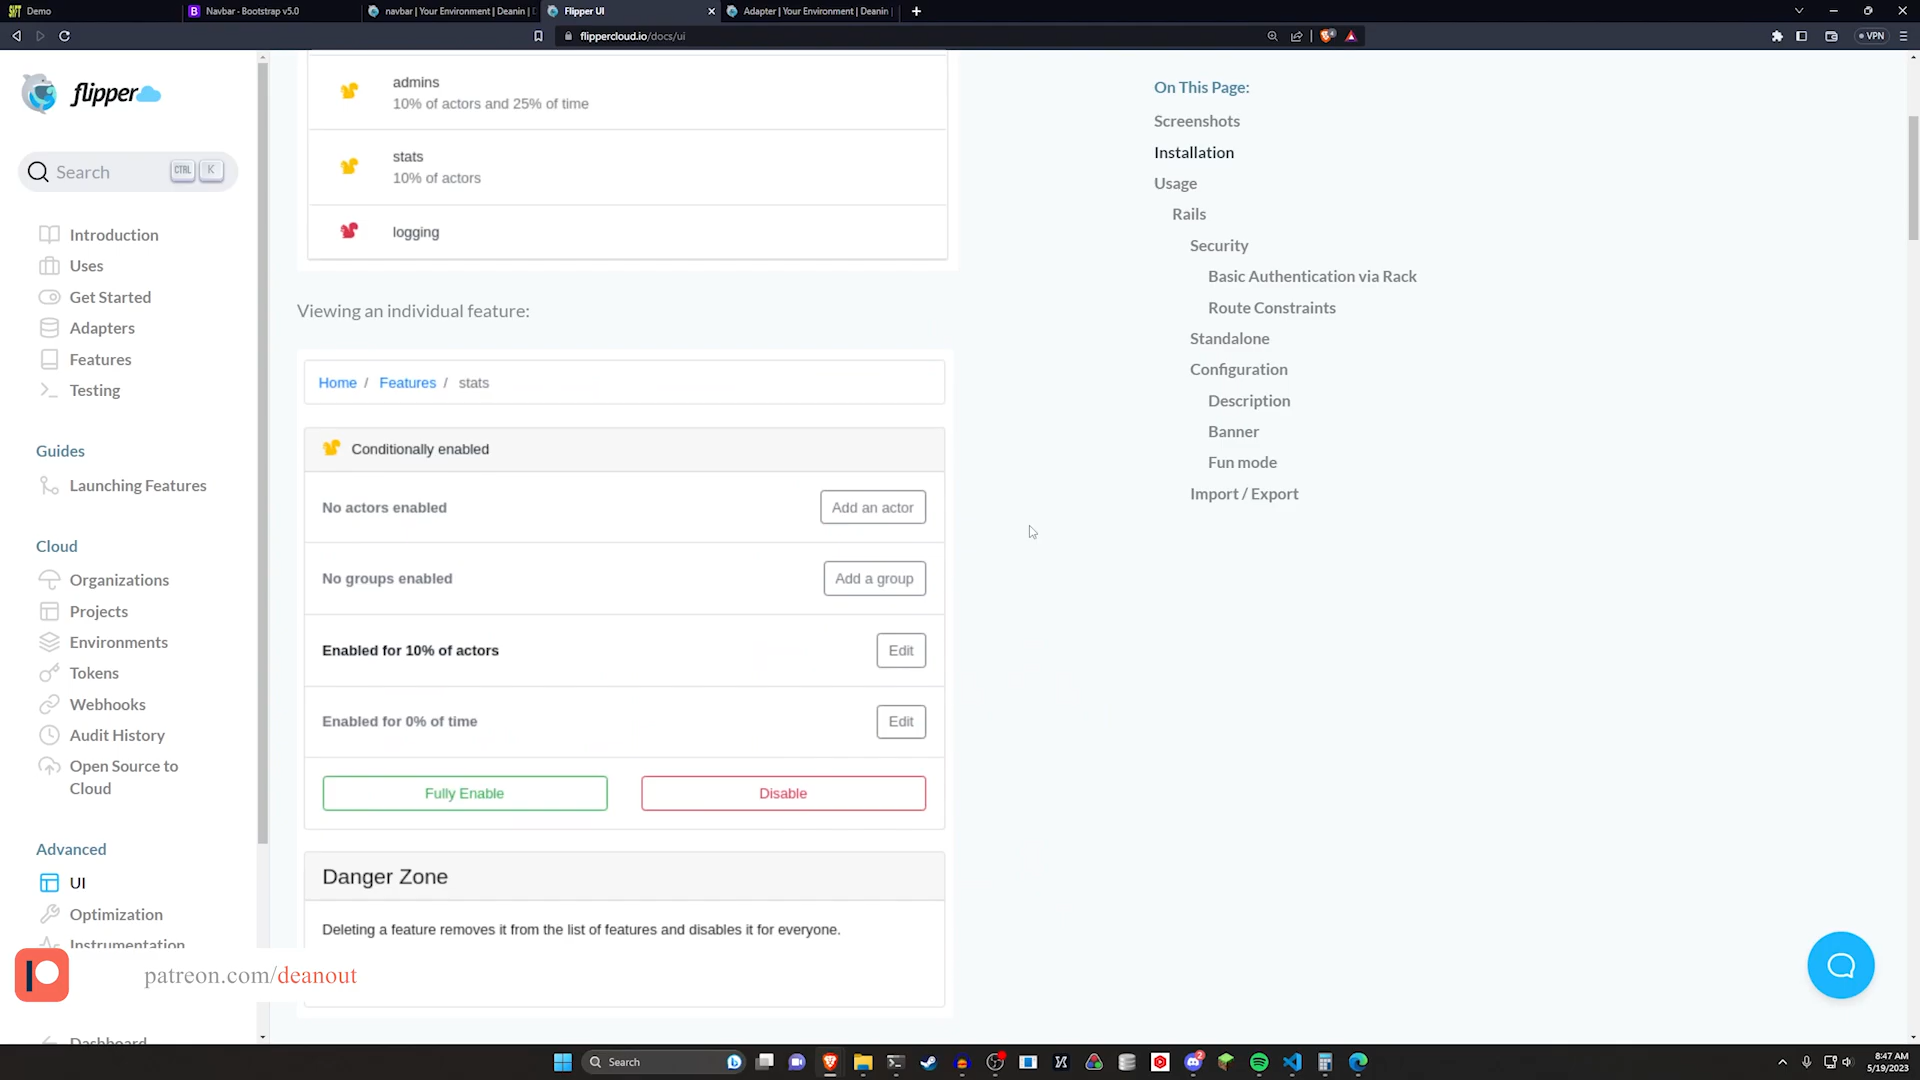 Demo
Navbar - Bootstrap v5.0
navbar | Your Environment | Deanin |
Flipper UI
Adapter | Your Environment | Deanin |
flippercloud.io/docs/ui
VPN
flipper
Search
CTRL
K
Introduction
Uses
Get Started
Adapters
Features
Testing
Guides
Launching Features
Cloud
Organizations
Projects
Environments
Tokens
Webhooks
Audit History
Open Source to
Cloud
Advanced
UI
Optimization
Instrumentation
Dashboard
admins
10% of actors and 25% of time
stats
10% of actors
logging
Viewing an individual feature:
Home / Features / stats
Conditionally enabled
No actors enabled
Add an actor
No groups enabled
Add a group
Enabled for 10% of actors
Edit
Enabled for 0% of time
Edit
Fully Enable
Disable
Danger Zone
Deleting a feature removes it from the list of features and disables it for everyone.
On This Page:
Screenshots
Installation
Usage
Rails
Security
Basic Authentication via Rack
Route Constraints
Standalone
Configuration
Description
Banner
Fun mode
Import / Export
patreon.com/deanout
Search
8:47 AM
5/19/2023